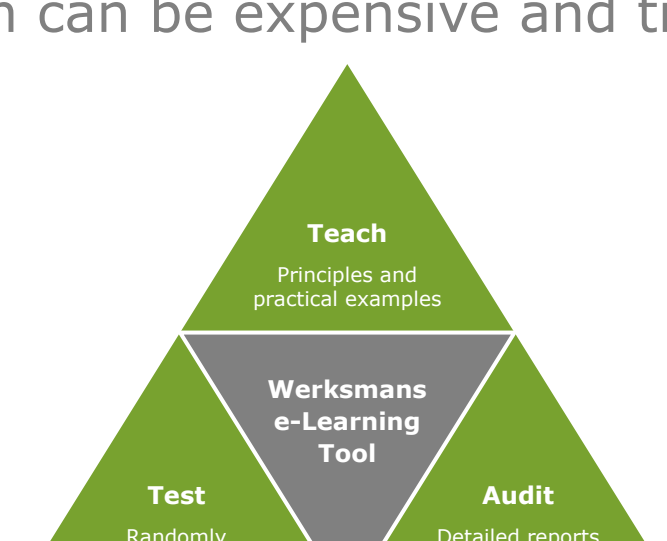 can be expensive and
Teach
Principles and
practical examples
Werksmans
e-Learning
Tool
Test
Audit
Randomly
Detailed reports